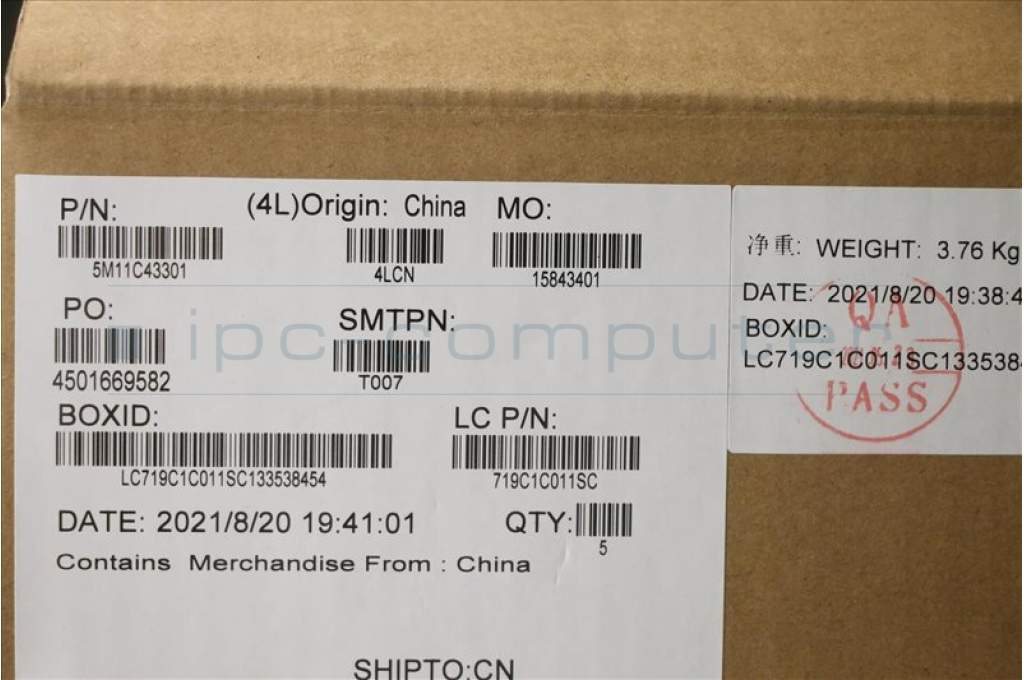 P/N:
5M11C43301
(4L)Origin: China
4LCN
MO:
15843401
PO:
4501669582
SMTPN:
T007
BOXID:
LC719C1C011SC133538454
LC P/N:
719C1C011SC
DATE: 2021/8/20 19:41:01
QTY:
5
Contains Merchandise From : China
SHIPTO:CN
净重: WEIGHT: 3.76 Kg
DATE: 2021/8/20 19:38:4
BOXID:
LC719C1C011SC133538
QA
PASS
ipc-computer